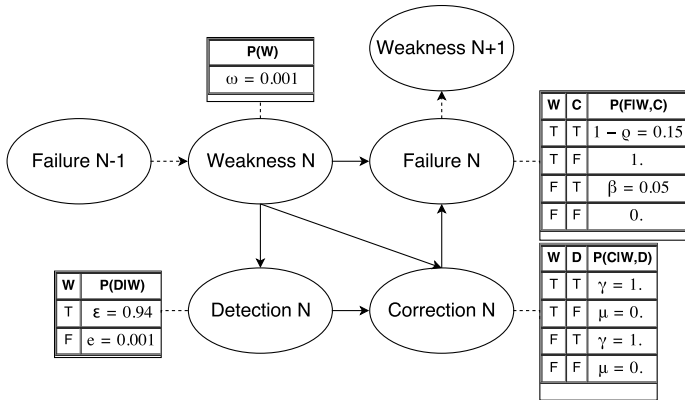 Weakness N+1
P(W)
ω = 0.001
Failure N-1
Weakness N
Failure N
W C P(F|W,C)
T T 1 − ϱ = 0.15
T F 1.
F T β = 0.05
F F 0.
W P(D|W)
T ε = 0.94
F e = 0.001
Detection N
Correction N
W D P(C|W,D)
T T γ = 1.
T F μ = 0.
F T γ = 1.
F F μ = 0.